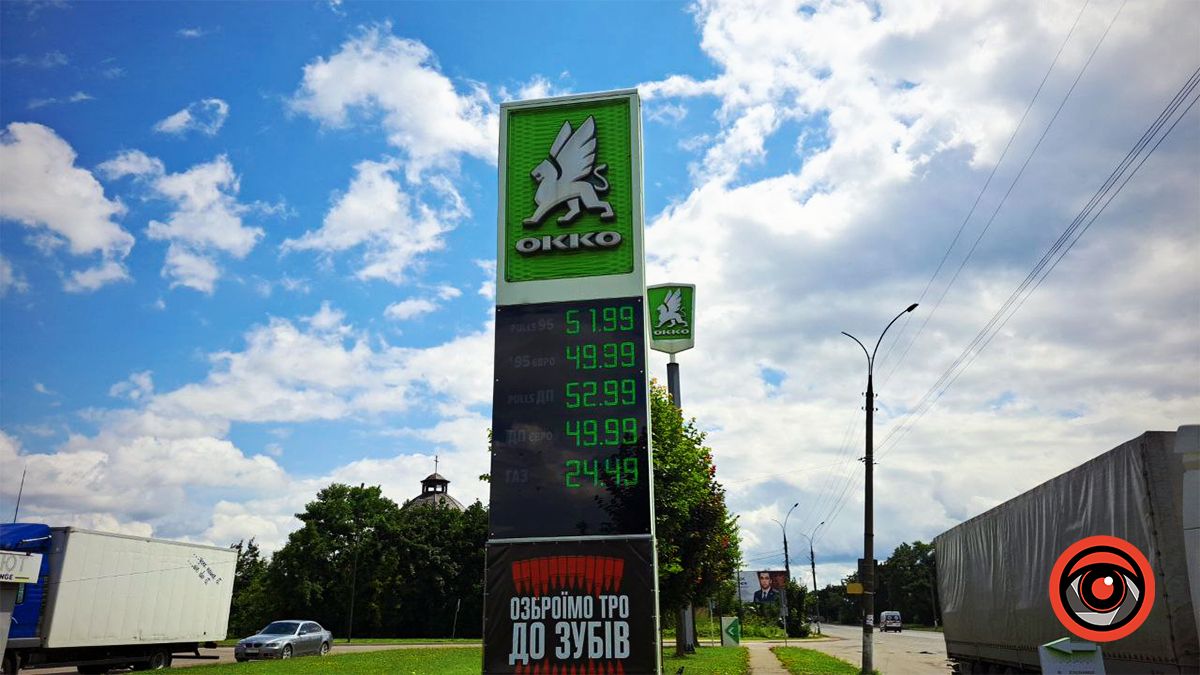 OKKO
OKKO
PULLS 95 51.99
'95 ЄВРО 49.99
PULLS ДП 52.99
ДП ЄВРО 49.99
ГАЗ 24.49
ОЗБРОЇМО ТРО
ДО ЗУБІВ